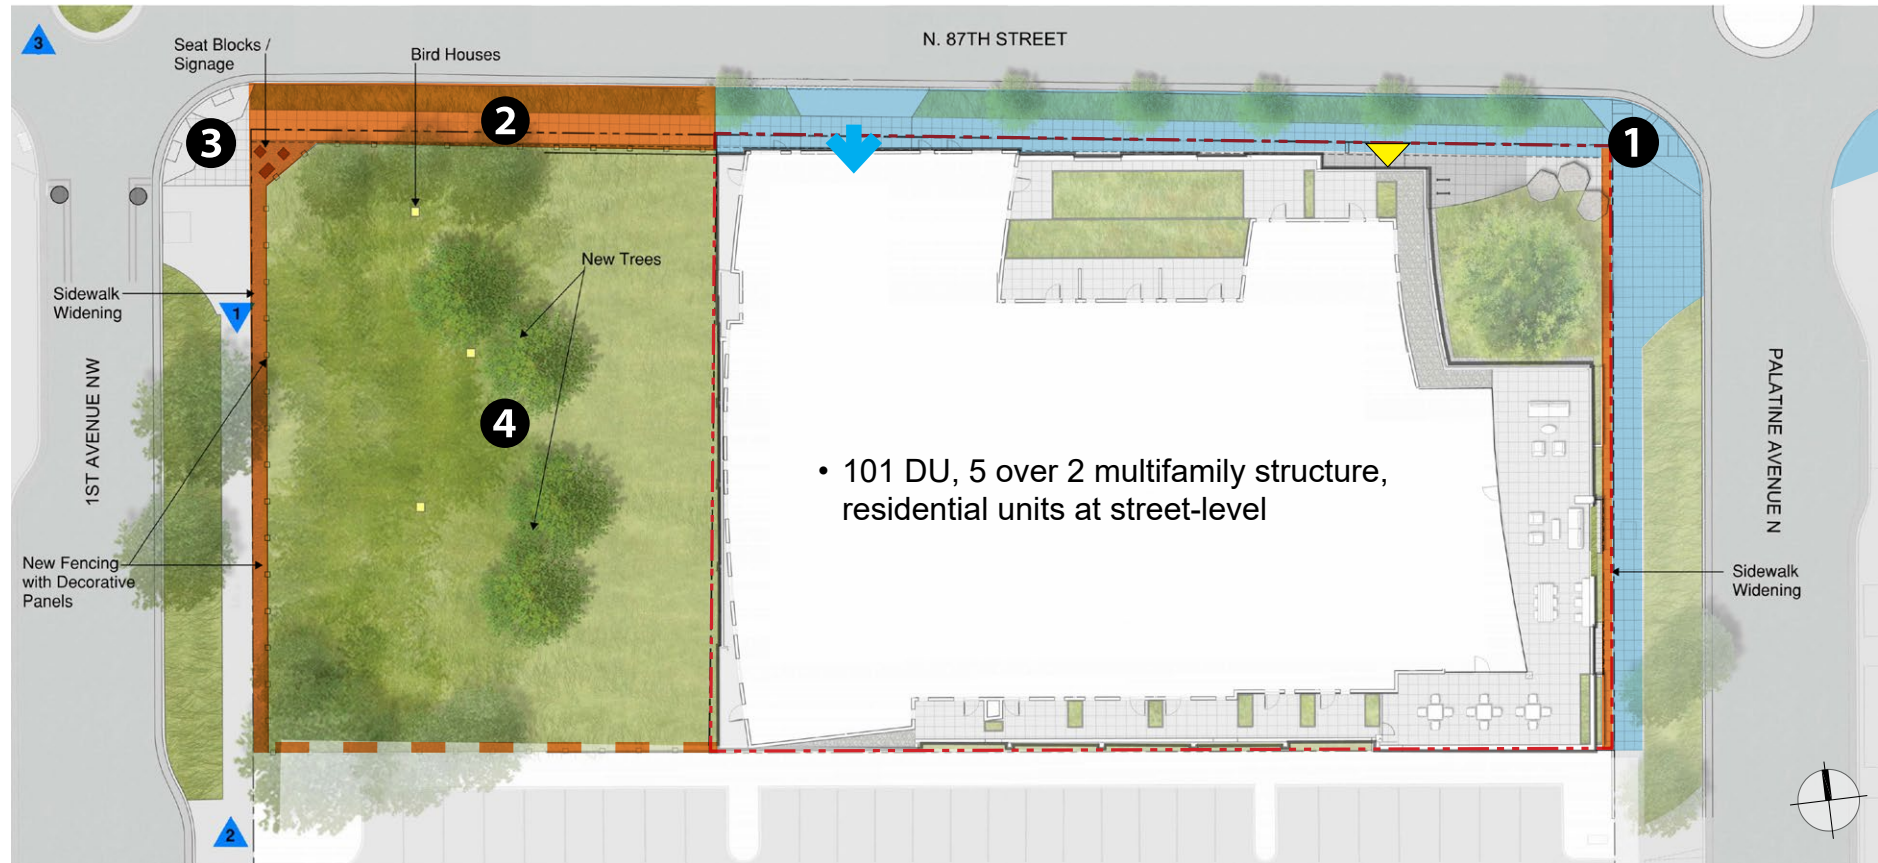 3
Seat Blocks /
Signage
Bird Houses
N. 87TH STREET
2
3
1
New Trees
Sidewalk
Widening
1
1ST AVENUE NW
4
• 101 DU, 5 over 2 multifamily structure,
residential units at street-level
PALATINE AVENUE N
New Fencing
with Decorative
Panels
Sidewalk
Widening
2